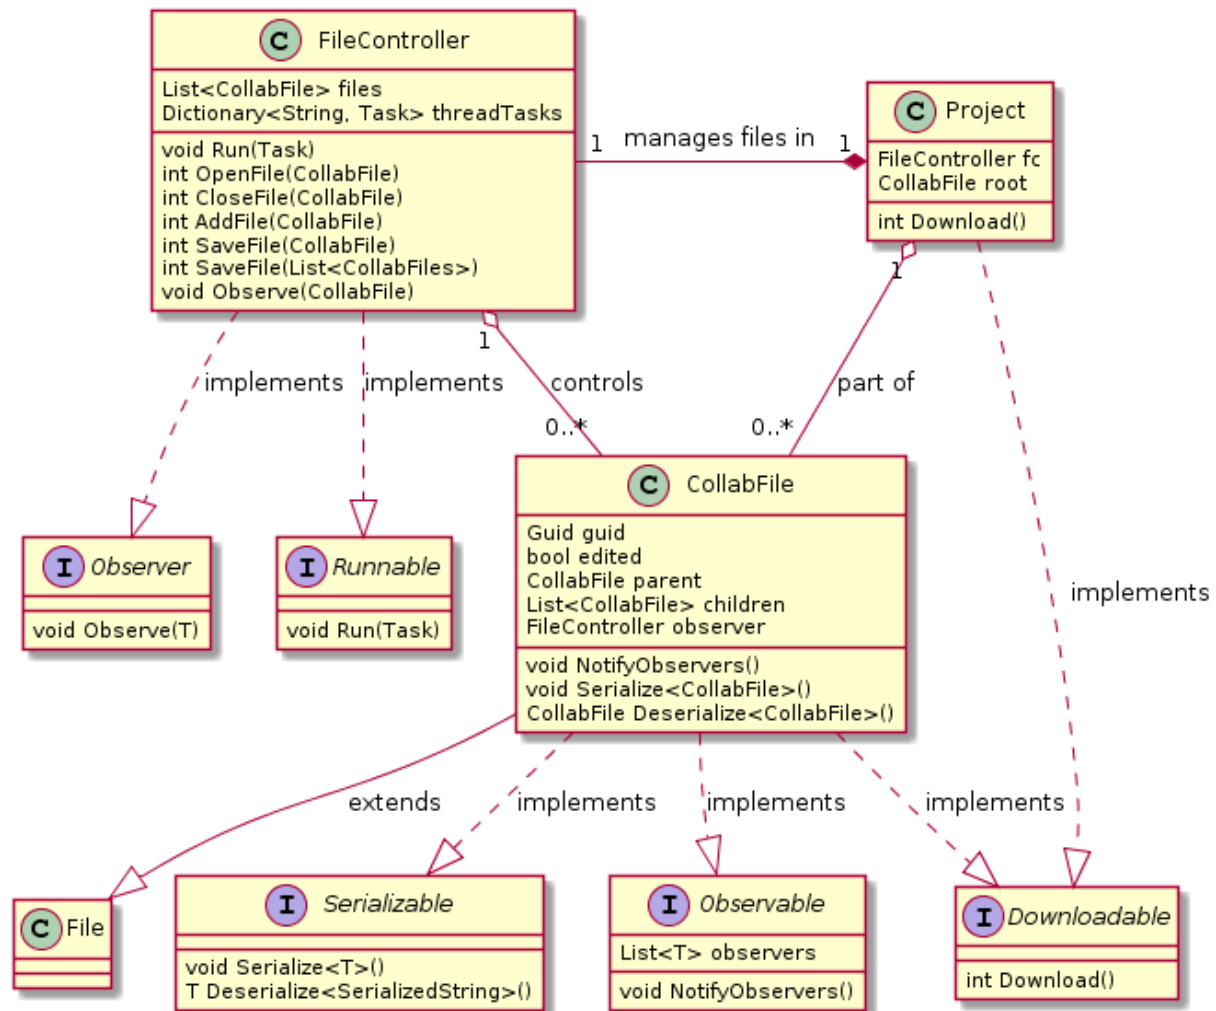 C FileController
List<CollabFile> files
Dictionary<String, Task> threadTasks
void Run(Task)
int OpenFile(CollabFile)
int CloseFile(CollabFile)
int AddFile(CollabFile)
int SaveFile(CollabFile)
int SaveFile(List<CollabFiles>)
void Observe(CollabFile)
1 manages files in 1
C Project
FileController fc
CollabFile root
int Download()
1
1
implements
implements
controls
part of
0..*
0..*
implements
I Observer
void Observe(T)
I Runnable
void Run(Task)
C CollabFile
Guid guid
bool edited
CollabFile parent
List<CollabFile> children
FileController observer
void NotifyObservers()
void Serialize<CollabFile>()
CollabFile Deserialize<CollabFile>()
extends
implements
implements
implements
C File
I Serializable
void Serialize<T>()
T Deserialize<SerializedString>()
I Observable
List<T> observers
void NotifyObservers()
I Downloadable
int Download()